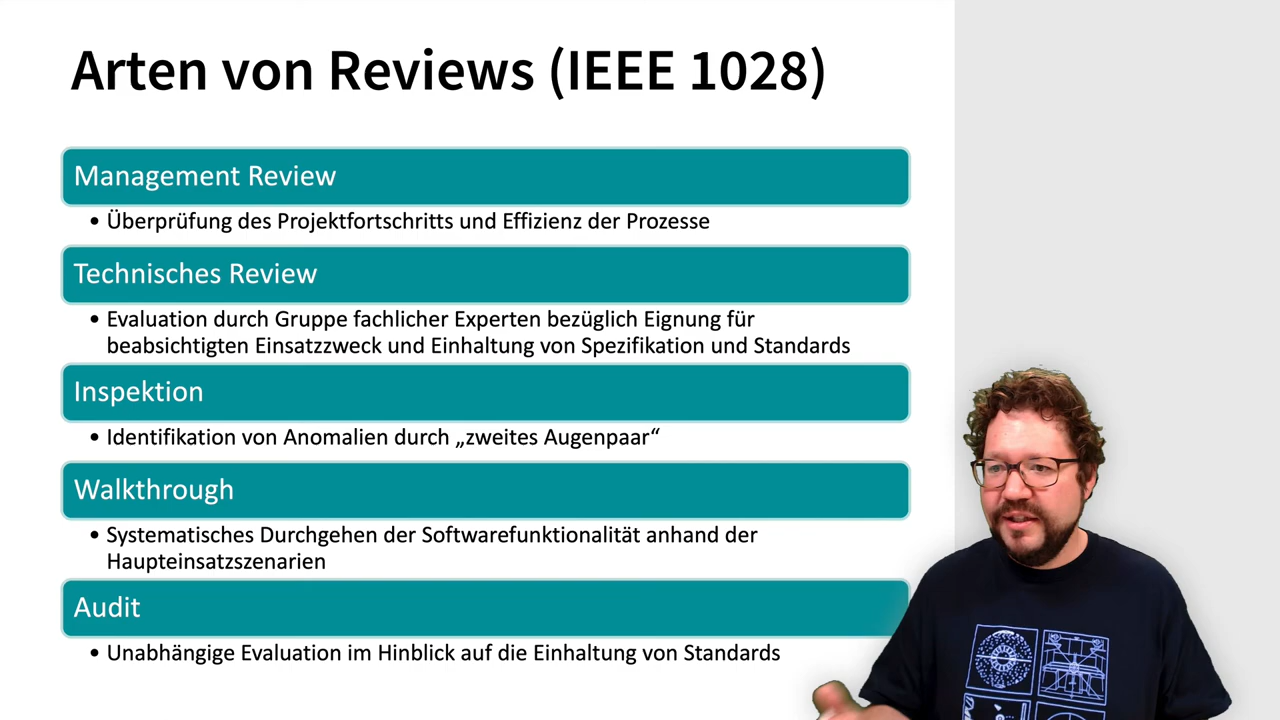 Arten von Reviews (IEEE 1028)
Management Review
• Überprüfung des Projektfortschritts und Effizienz der Prozesse
Technisches Review
• Evaluation durch Gruppe fachlicher Experten bezüglich Eignung für
beabsichtigten Einsatzzweck und Einhaltung von Spezifikation und Standards
Inspektion
• Identifikation von Anomalien durch „zweites Augenpaar“
Walkthrough
• Systematisches Durchgehen der Softwarefunktionalität anhand der
Haupteinsatzszenarien
Audit
• Unabhängige Evaluation im Hinblick auf die Einhaltung von Standards